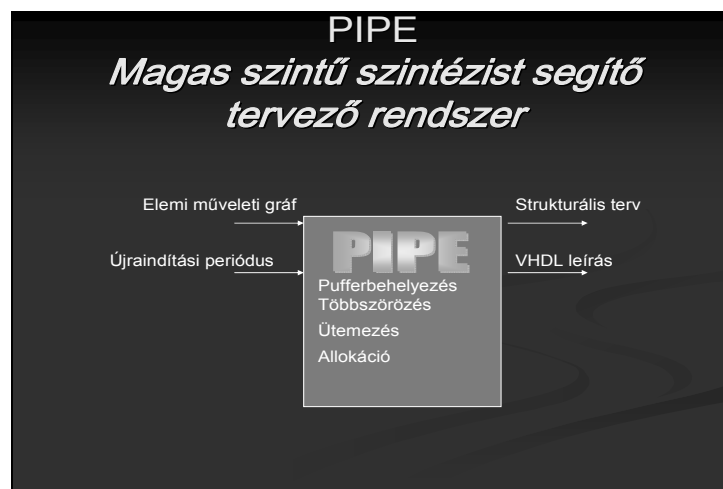 PIPE
Magas szintű szintézist segítő
tervező rendszer
Elemi műveleti gráf
Strukturális terv
Újraindítási periódus
PIPE
VHDL leírás
Pufferbehelyezés
Többszörözés
Ütemezés
Allokáció